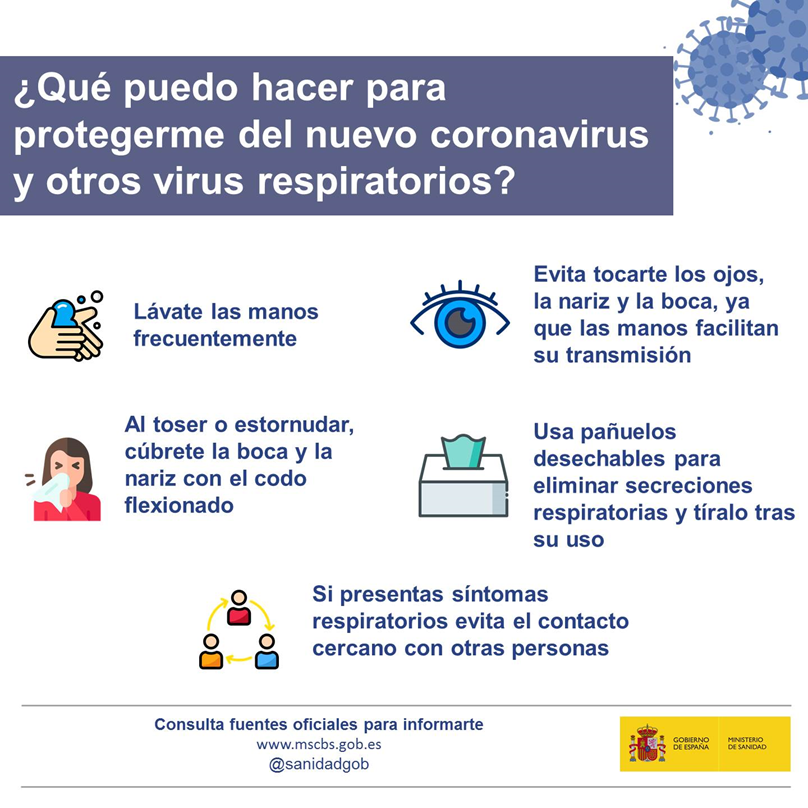 ¿Qué puedo hacer para
protegerme del nuevo coronavirus
y otros virus respiratorios?
Lávate las manos
frecuentemente
Evita tocarte los ojos,
la nariz y la boca, ya
que las manos facilitan
su transmisión
Al toser o estornudar,
cúbrete la boca y la
nariz con el codo
flexionado
Usa pañuelos
desechables para
eliminar secreciones
respiratorias y tíralo tras
su uso
Si presentas síntomas
respiratorios evita el contacto
cercano con otras personas
Consulta fuentes oficiales para informarte
www.mscbs.gob.es
@sanidadgob
GOBIERNO
DE ESPAÑA
MINISTERIO
DE SANIDAD